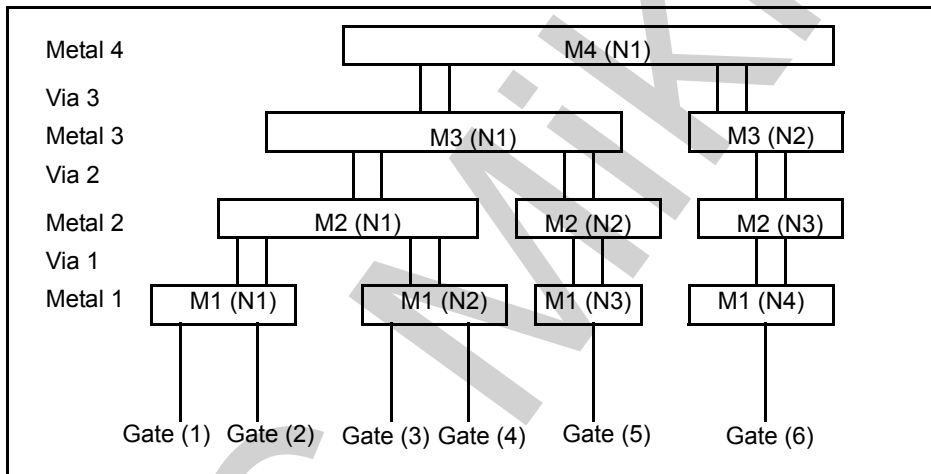 Metal 4 M4 (N1)
Via 3
Metal 3 M3 (N1) M3 (N2)
Via 2
Metal 2 M2 (N1) M2 (N2) M2 (N3)
Via 1
Metal 1 M1 (N1) M1 (N2) M1 (N3) M1 (N4)
Gate (1) Gate (2) Gate (3) Gate (4) Gate (5) Gate (6)